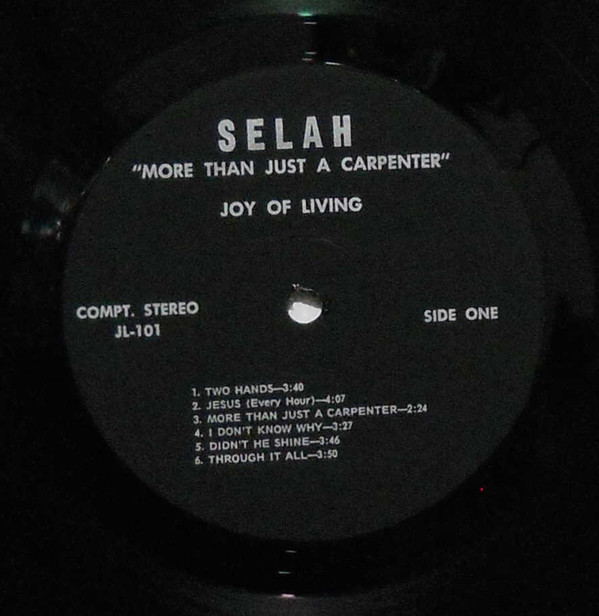 SELAH
"MORE THAN JUST A CARPENTER"
JOY OF LIVING
COMPT. STEREO
JL-101
SIDE ONE
1. TWO HANDS—3:40
2. JESUS (Every Hour)—4:07
3. MORE THAN JUST A CARPENTER—2:24
4. I DON'T KNOW WHY—3:27
5. DIDN'T HE SHINE—3:46
6. THROUGH IT ALL—3:50